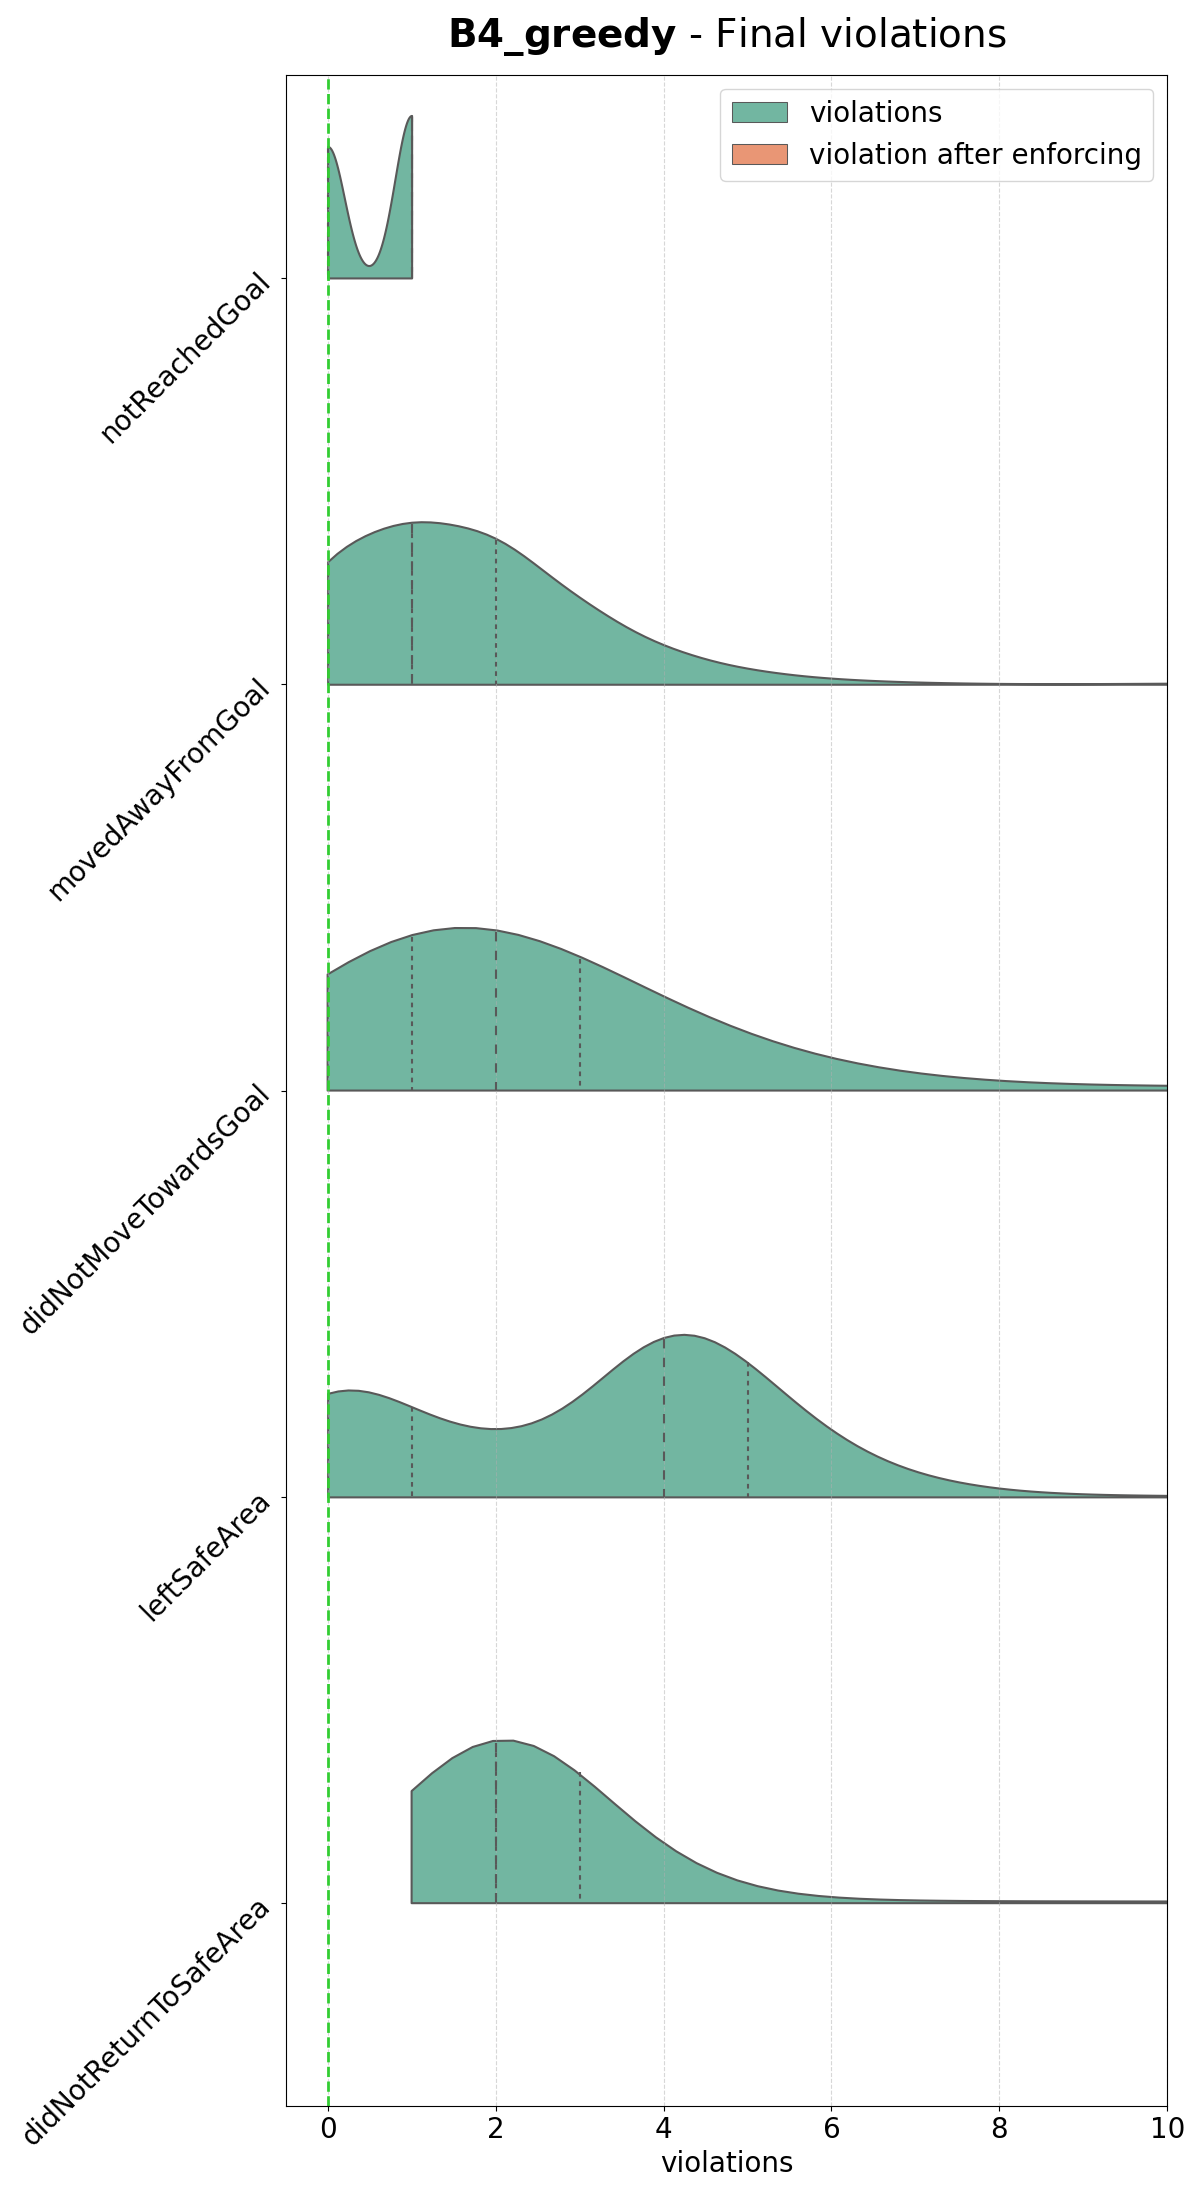 B4_greedy - Final violations
violations
violation after enforcing
notReachedGoal
movedAwayFromGoal
didNotMoveTowardsGoal
leftSafeArea
didNotReturnToSafeArea
0 2 4 6 8 10
violations